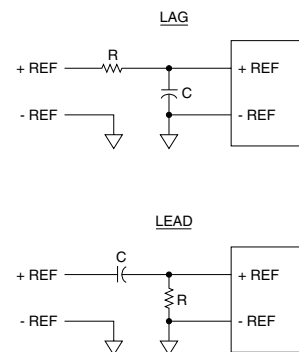 LAG
R
+ REF + REF
C
- REF - REF
LEAD
C
+ REF + REF
R
- REF - REF